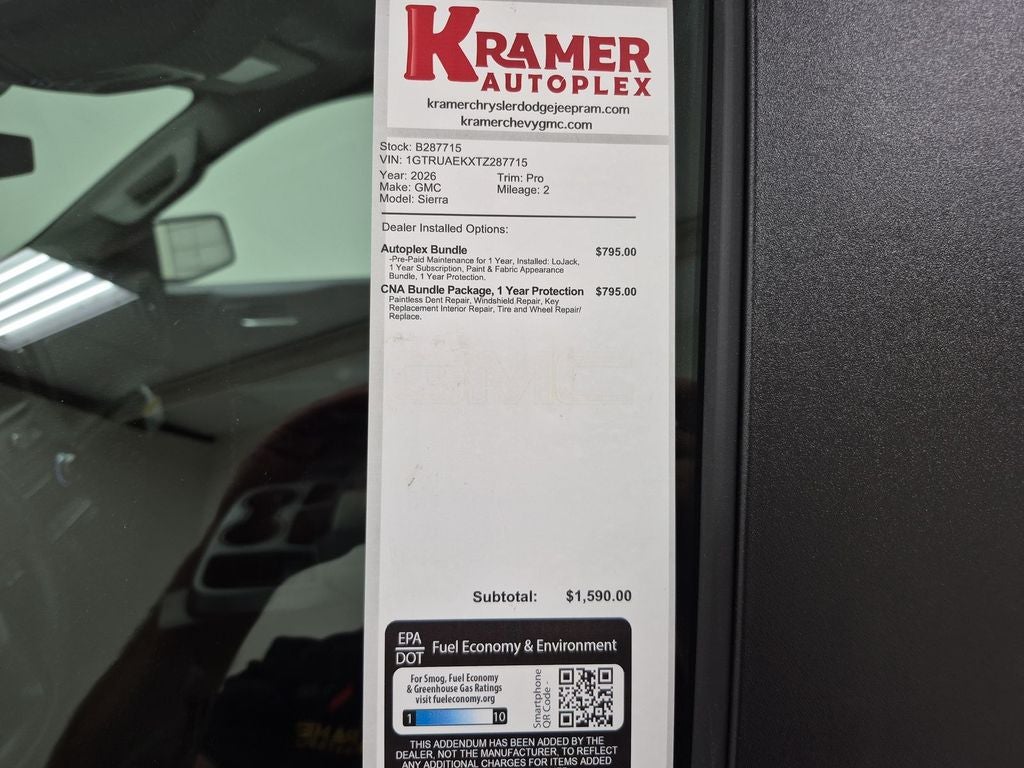 KRAMER
AUTOPLEX
kramerchryslerdodgejeepram.com
kramerchevygmc.com
Stock: B287715
VIN: 1GTRUAEKXTZ287715
Year: 2026 Trim: Pro
Make: GMC Mileage: 2
Model: Sierra
Dealer Installed Options:
Autoplex Bundle $795.00
-Pre-Paid Maintenance for 1 Year, Installed: LoJack,
1 Year Subscription, Paint & Fabric Appearance
Bundle, 1 Year Protection.
CNA Bundle Package, 1 Year Protection $795.00
Paintless Dent Repair, Windshield Repair, Key
Replacement Interior Repair, Tire and Wheel Repair/
Replace.
GMC
Subtotal: $1,590.00
EPA
DOT
Fuel Economy & Environment
For Smog, Fuel Economy
& Greenhouse Gas Ratings
visit fueleconomy.org
1 10
Smartphone
QR Code -
THIS ADDENDUM HAS BEEN ADDED BY THE
DEALER, NOT THE MANUFACTURER, TO REFLECT
ANY ADDITIONAL CHARGES FOR ITEMS ADDED